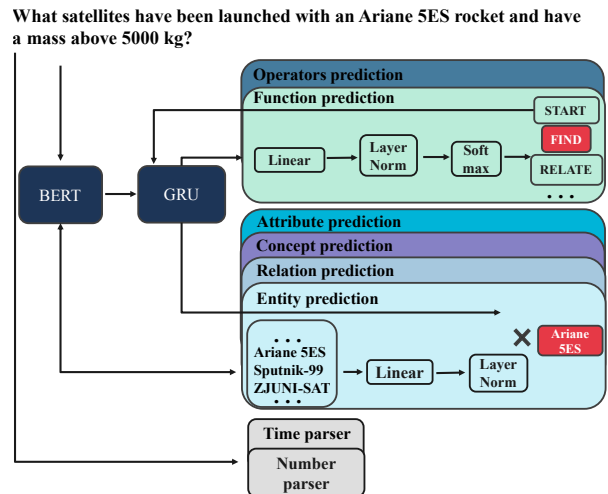 What satellites have been launched with an Ariane 5ES rocket and have
a mass above 5000 kg?
Operators prediction
Function prediction
START
FIND
RELATE
...
Linear
Layer
Norm
Soft
max
BERT
GRU
Attribute prediction
Concept prediction
Relation prediction
Entity prediction
...
Ariane 5ES
Sputnik-99
ZJUNI-SAT
...
Linear
Layer
Norm
×
Ariane
5ES
Time parser
Number
parser